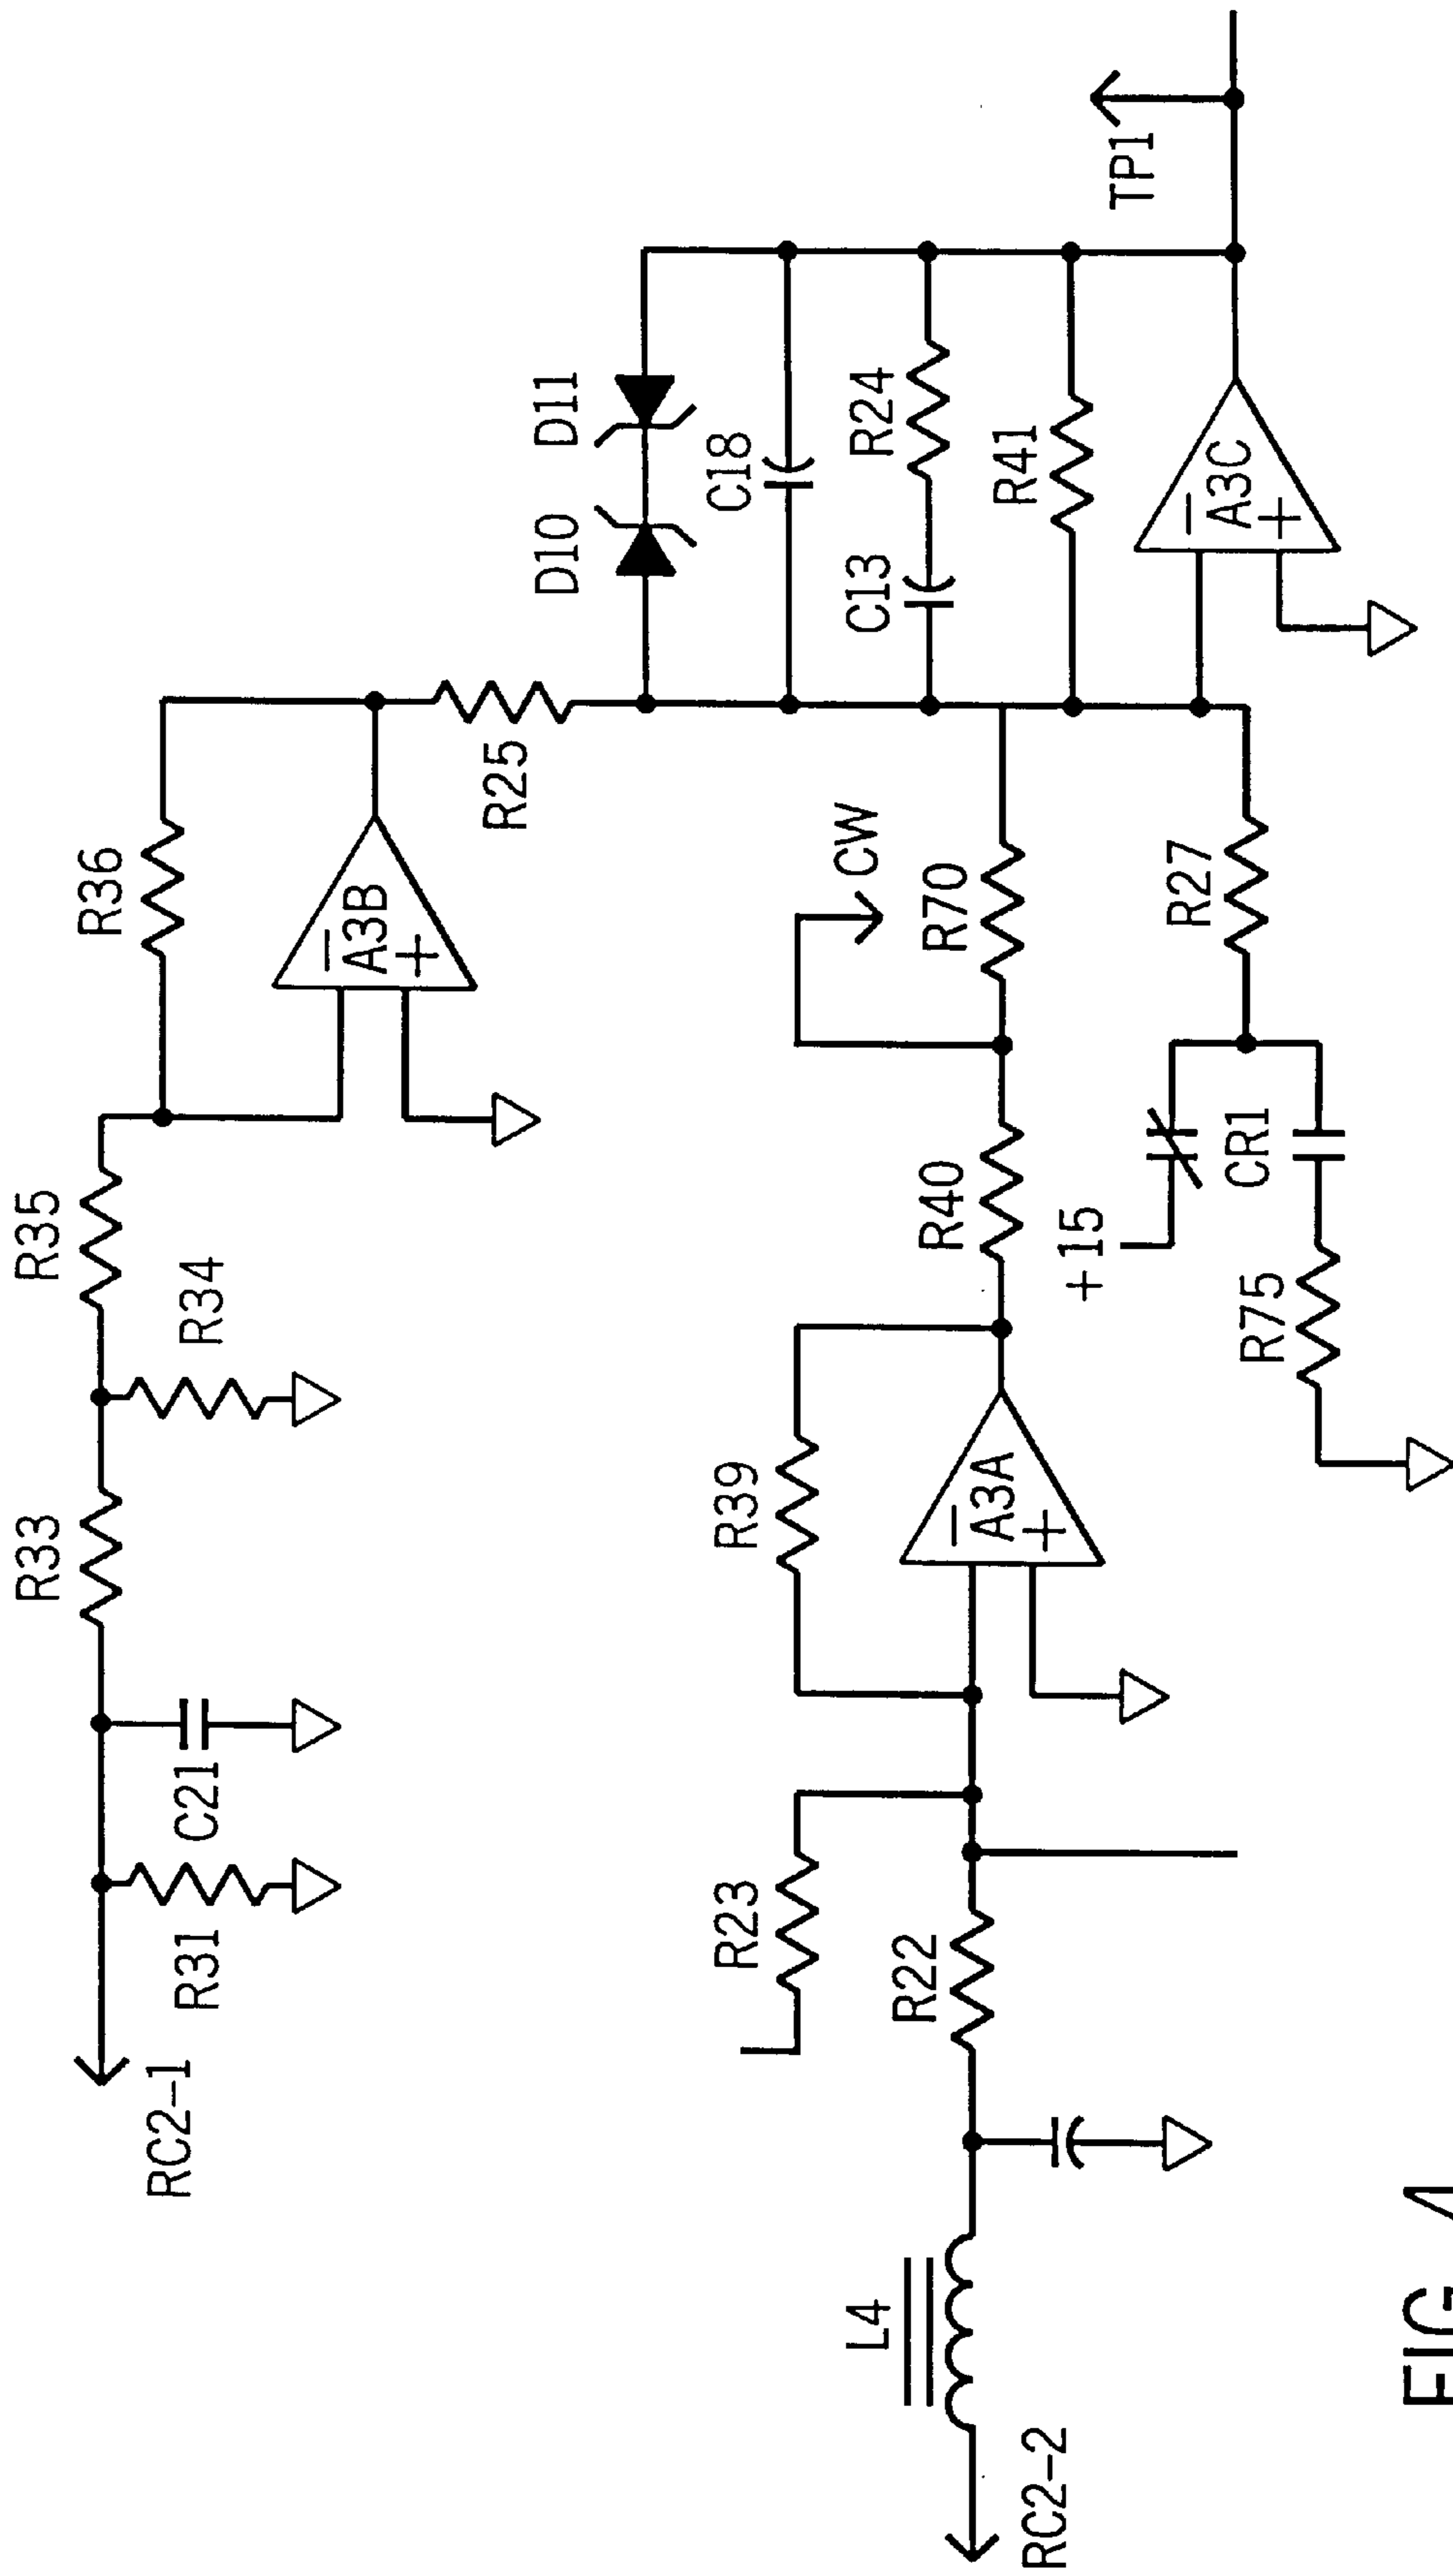 RC2-1
R31
C21
R33
R34
R35
R36
A3B
− +
R25
D10
D11
C18
C13
R24
R41
A3C
− +
TP1
RC2-2
L4
R22
R23
R39
A3A
− +
R40
R70
CW
+15
CR1
R75
R27
FIG. 4